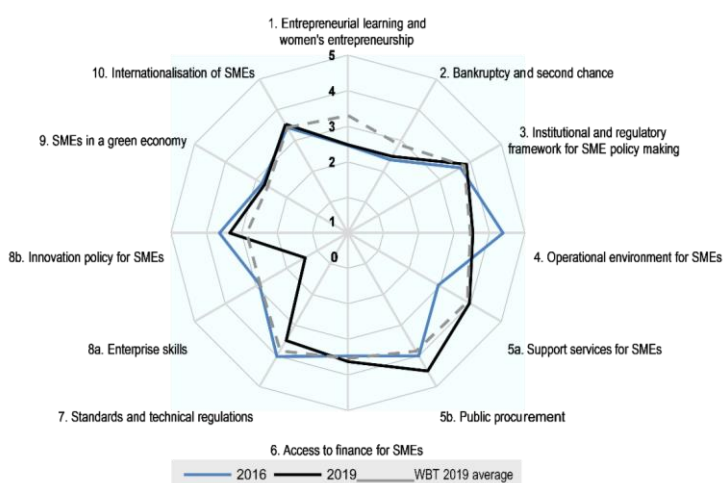 1. Entrepreneurial learning and
women's entrepreneurship
2. Bankruptcy and second chance
3. Institutional and regulatory
framework for SME policy making
4. Operational environment for SMEs
5a. Support services for SMEs
5b. Public procurement
6. Access to finance for SMEs
7. Standards and technical regulations
8a. Enterprise skills
8b. Innovation policy for SMEs
9. SMEs in a green economy
10. Internationalisation of SMEs
5
4
3
2
1
0
2016 2019 WBT 2019 average